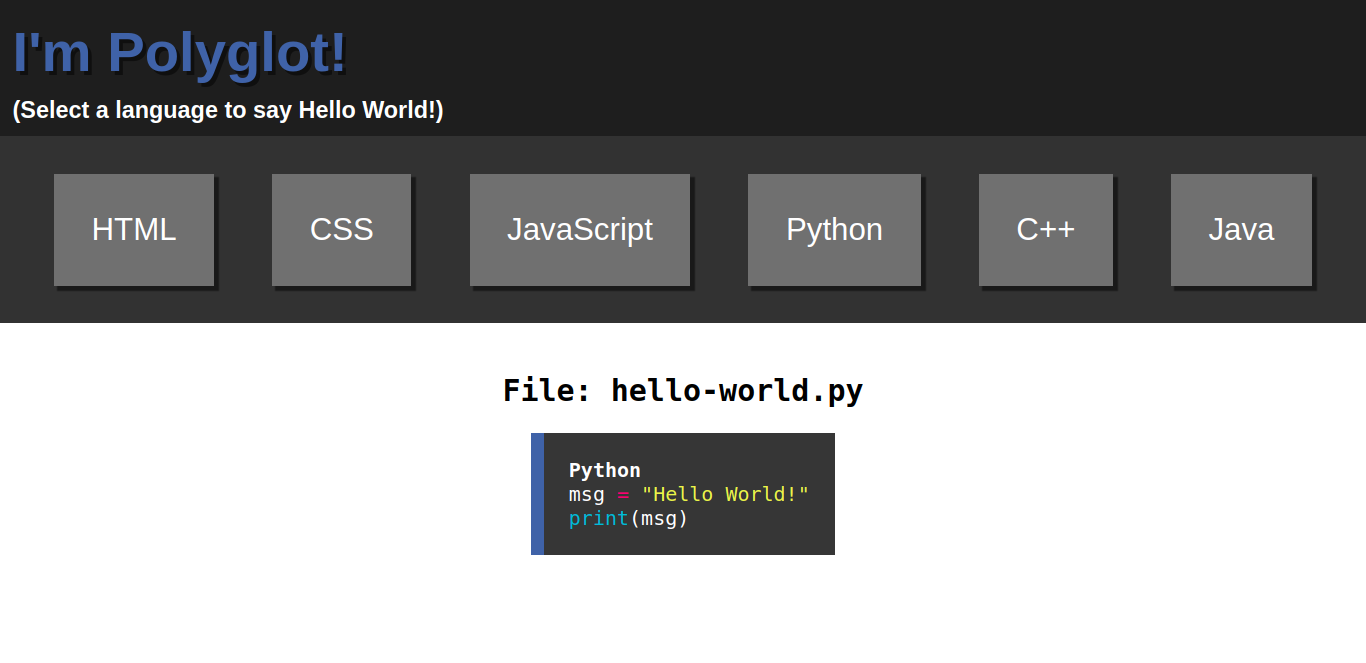 I'm Polyglot!
(Select a language to say Hello World!)
HTML CSS JavaScript Python C++ Java
File: hello-world.py
Python
msg = "Hello World!"
print(msg)